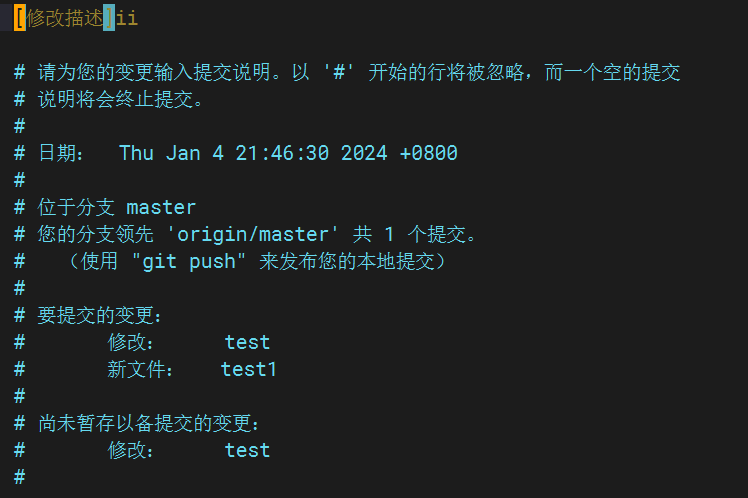 [修改描述]ii
# 请为您的变更输入提交说明。以 '#' 开始的行将被忽略，而一个空的提交
# 说明将会终止提交。
#
# 日期：  Thu Jan 4 21:46:30 2024 +0800
#
# 位于分支 master
# 您的分支领先 'origin/master' 共 1 个提交。
#   （使用 "git push" 来发布您的本地提交）
#
# 要提交的变更：
#       修改：     test
#       新文件：   test1
#
# 尚未暂存以备提交的变更：
#       修改：     test
#